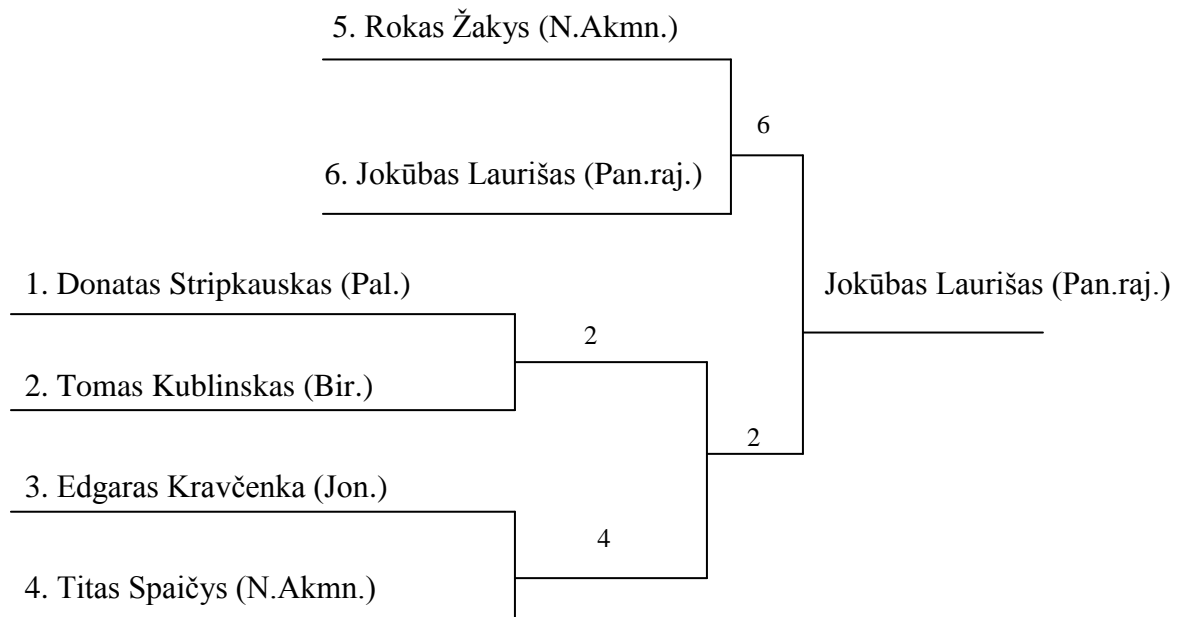 5. Rokas Žakys (N.Akmn.)
6
6. Jokūbas Laurišas (Pan.raj.)
1. Donatas Stripkauskas (Pal.)
Jokūbas Laurišas (Pan.raj.)
2
2. Tomas Kublinskas (Bir.)
2
3. Edgaras Kravčenka (Jon.)
4
4. Titas Spaičys (N.Akmn.)